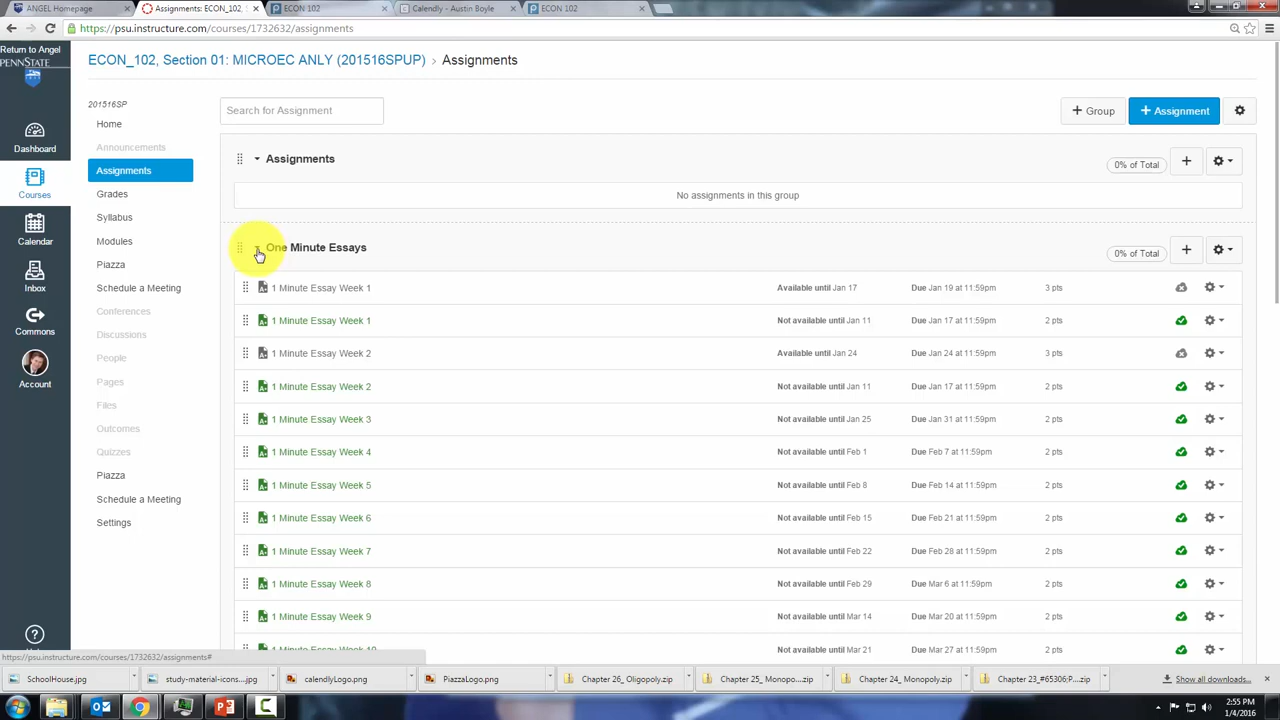 ANGEL Homepage
Assignments: ECON_102, S
ECON 102
Calendly - Austin Boyle
ECON 102
https://psu.instructure.com/courses/1732632/assignments
Return to Angel
PENNSTATE
ECON_102, Section 01: MICROEC ANLY (201516SPUP) › Assignments
201516SP
Home
Announcements
Assignments
Grades
Syllabus
Modules
Piazza
Schedule a Meeting
Conferences
Discussions
People
Pages
Files
Outcomes
Quizzes
Piazza
Schedule a Meeting
Settings
Dashboard
Courses
Calendar
Inbox
Commons
Account
Help
Search for Assignment
+ Group
+ Assignment
Assignments
0% of Total
No assignments in this group
One Minute Essays
0% of Total
1 Minute Essay Week 1 Available until Jan 17 Due Jan 19 at 11:59pm 3 pts
1 Minute Essay Week 1 Not available until Jan 11 Due Jan 17 at 11:59pm 2 pts
1 Minute Essay Week 2 Available until Jan 24 Due Jan 24 at 11:59pm 3 pts
1 Minute Essay Week 2 Not available until Jan 11 Due Jan 17 at 11:59pm 2 pts
1 Minute Essay Week 3 Not available until Jan 25 Due Jan 31 at 11:59pm 2 pts
1 Minute Essay Week 4 Not available until Feb 1 Due Feb 7 at 11:59pm 2 pts
1 Minute Essay Week 5 Not available until Feb 8 Due Feb 14 at 11:59pm 2 pts
1 Minute Essay Week 6 Not available until Feb 15 Due Feb 21 at 11:59pm 2 pts
1 Minute Essay Week 7 Not available until Feb 22 Due Feb 28 at 11:59pm 2 pts
1 Minute Essay Week 8 Not available until Feb 29 Due Mar 6 at 11:59pm 2 pts
1 Minute Essay Week 9 Not available until Mar 14 Due Mar 20 at 11:59pm 2 pts
1 Minute Essay Week 10 Not available until Mar 21 Due Mar 27 at 11:59pm 2 pts
https://psu.instructure.com/courses/1732632/assignments#
SchoolHouse.jpg
study-material-icons....jpg
calendlyLogo.png
PiazzaLogo.png
Chapter 26_ Oligopoly.zip
Chapter 25_ Monopo....zip
Chapter 24_ Monopoly.zip
Chapter 23_#65306;P....zip
Show all downloads...
2:55 PM
1/4/2016